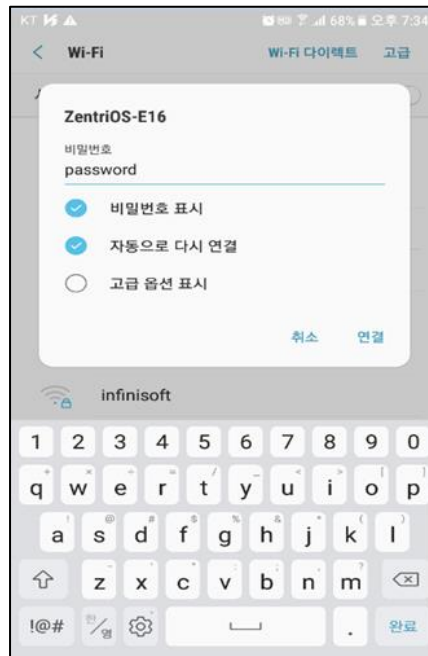 KT 68% 오후 7:34
Wi-Fi Wi-Fi 다이렉트 고급
ZentriOS-E16
비밀번호
password
비밀번호 표시
자동으로 다시 연결
고급 옵션 표시
취소 연결
infinisoft
1 2 3 4 5 6 7 8 9 0
q w e r t y u i o p
a s d f g h j k l
z x c v b n m
!@# 한/영 .  완료